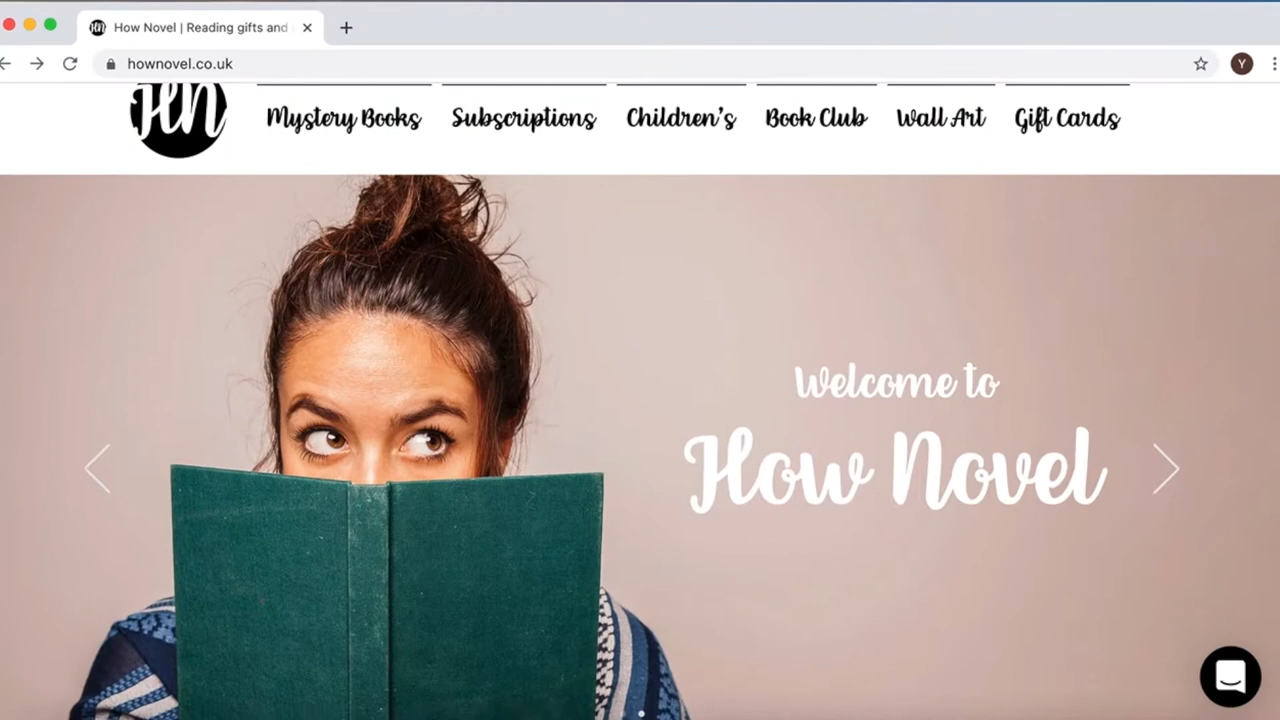 How Novel | Reading gifts and
hownovel.co.uk
Y
Hn
Mystery Books Subscriptions Children's Book Club Wall Art Gift Cards
Welcome to
How Novel